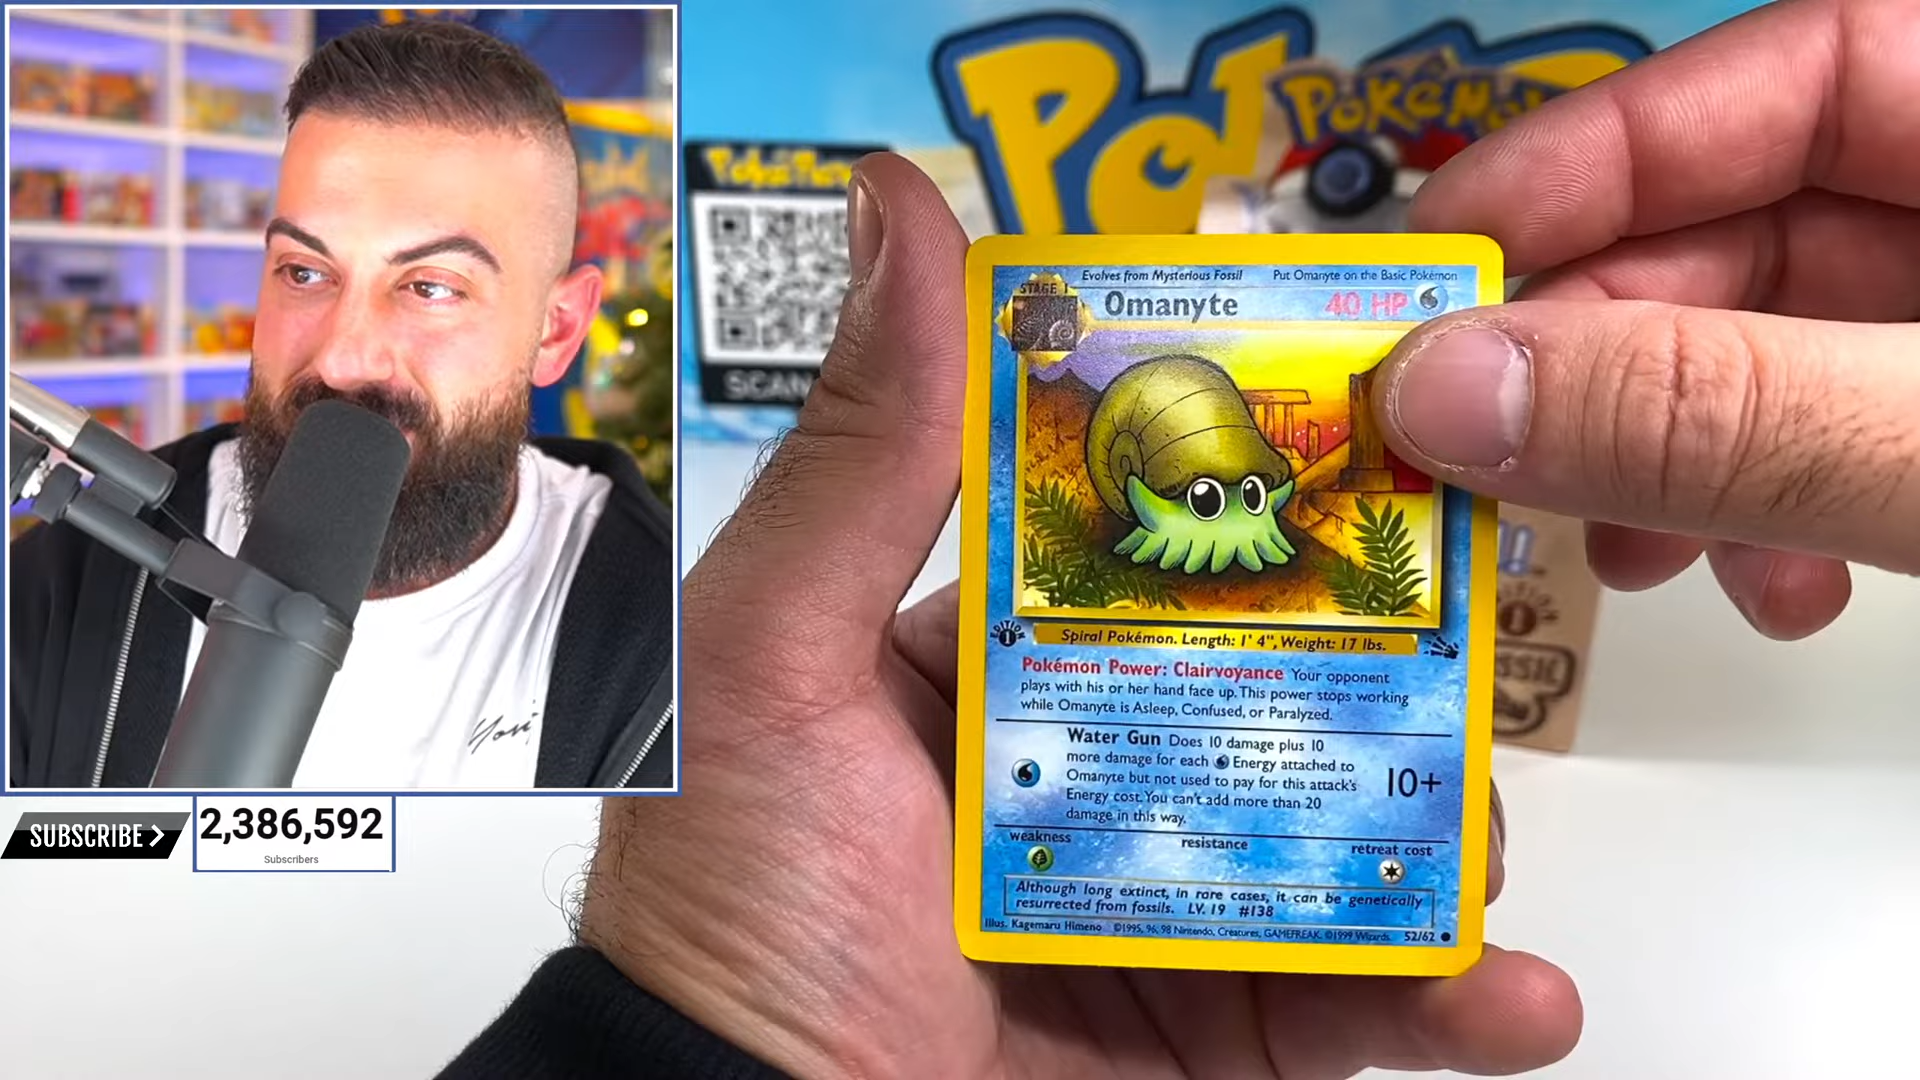 SUBSCRIBE
2,386,592
Subscribers
POKÉMON
SCAN
Evolves from Mysterious Fossil
Put Omanyte on the Basic Pokémon
STAGE 1
Omanyte
40 HP
EDITION
1
Spiral Pokémon. Length: 1' 4", Weight: 17 lbs.
Pokémon Power: Clairvoyance Your opponent
plays with his or her hand face up. This power stops working
while Omanyte is Asleep, Confused, or Paralyzed.
Water Gun Does 10 damage plus 10
more damage for each Energy attached to
Omanyte but not used to pay for this attack's
Energy cost. You can't add more than 20
damage in this way.
10+
weakness
resistance
retreat cost
Although long extinct, in rare cases, it can be genetically
resurrected from fossils. LV. 19 #138
Illus. Kagemaru Himeno ©1995, 96, 98 Nintendo, Creatures, GAMEFREAK. ©1999 Wizards. 52/62